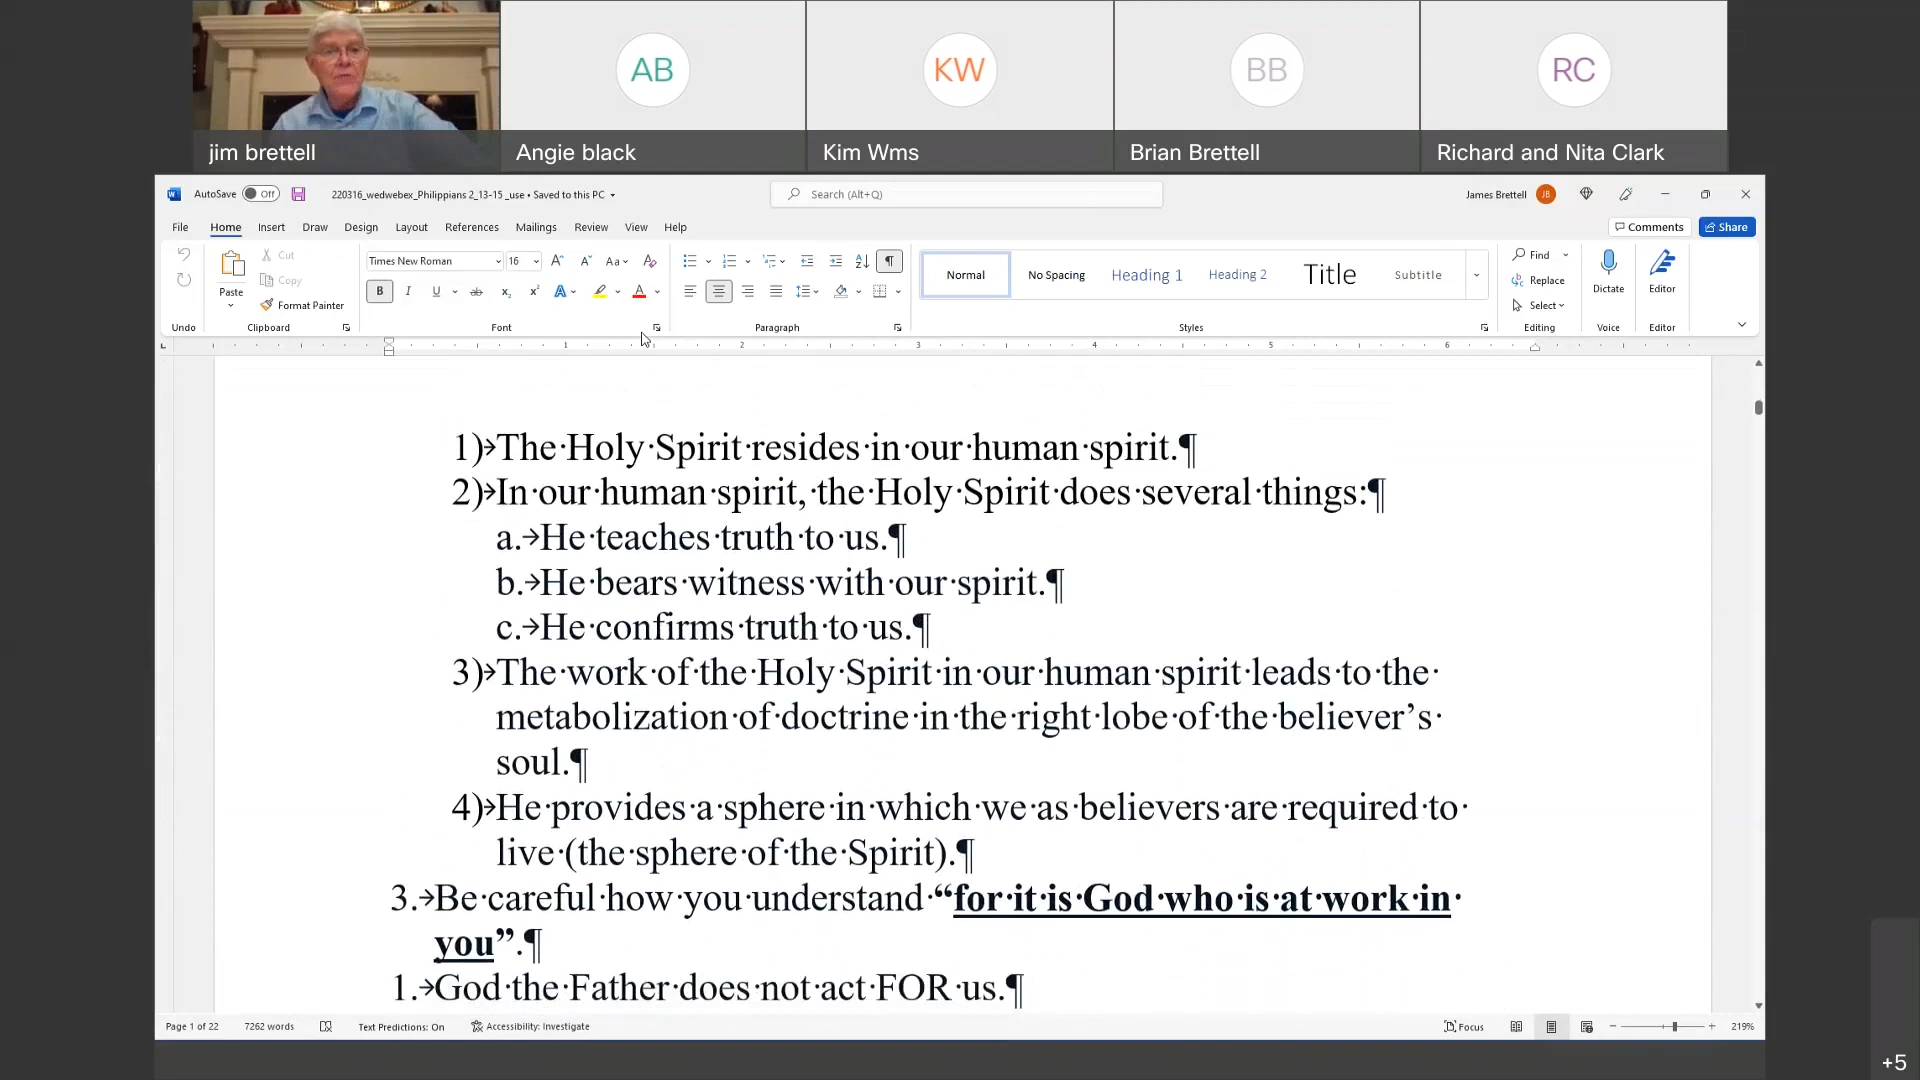 AB
KW
BB
RC
jim brettell
Angie black
Kim Wms
Brian Brettell
Richard and Nita Clark
AutoSave Off
220316_wedwebex_Philippians 2_13-15 _use • Saved to this PC
Search (Alt+Q)
James Brettell JB
File Home Insert Draw Design Layout References Mailings Review View Help
Comments Share
Paste
Cut
Copy
Format Painter
Times New Roman 16
Normal No Spacing Heading 1 Heading 2 Title Subtitle
Find
Replace
Select
Dictate
Editor
Undo Clipboard Font Paragraph Styles Editing Voice Editor
1 2 3 4 5 6
1)→The·Holy·Spirit·resides·in·our·human·spirit.¶
2)→In·our·human·spirit,·the·Holy·Spirit·does·several·things:¶
a.→He·teaches·truth·to·us.¶
b.→He·bears·witness·with·our·spirit.¶
c.→He·confirms·truth·to·us.¶
3)→The·work·of·the·Holy·Spirit·in·our·human·spirit·leads·to·the·
metabolization·of·doctrine·in·the·right·lobe·of·the·believer’s·
soul.¶
4)→He·provides·a·sphere·in·which·we·as·believers·are·required·to·
live·(the·sphere·of·the·Spirit).¶
3.→Be·careful·how·you·understand·“for·it·is·God·who·is·at·work·in·
you”.¶
1.→God·the·Father·does·not·act·FOR·us.¶
Page 1 of 22 7262 words Text Predictions: On Accessibility: Investigate Focus 219%
+5